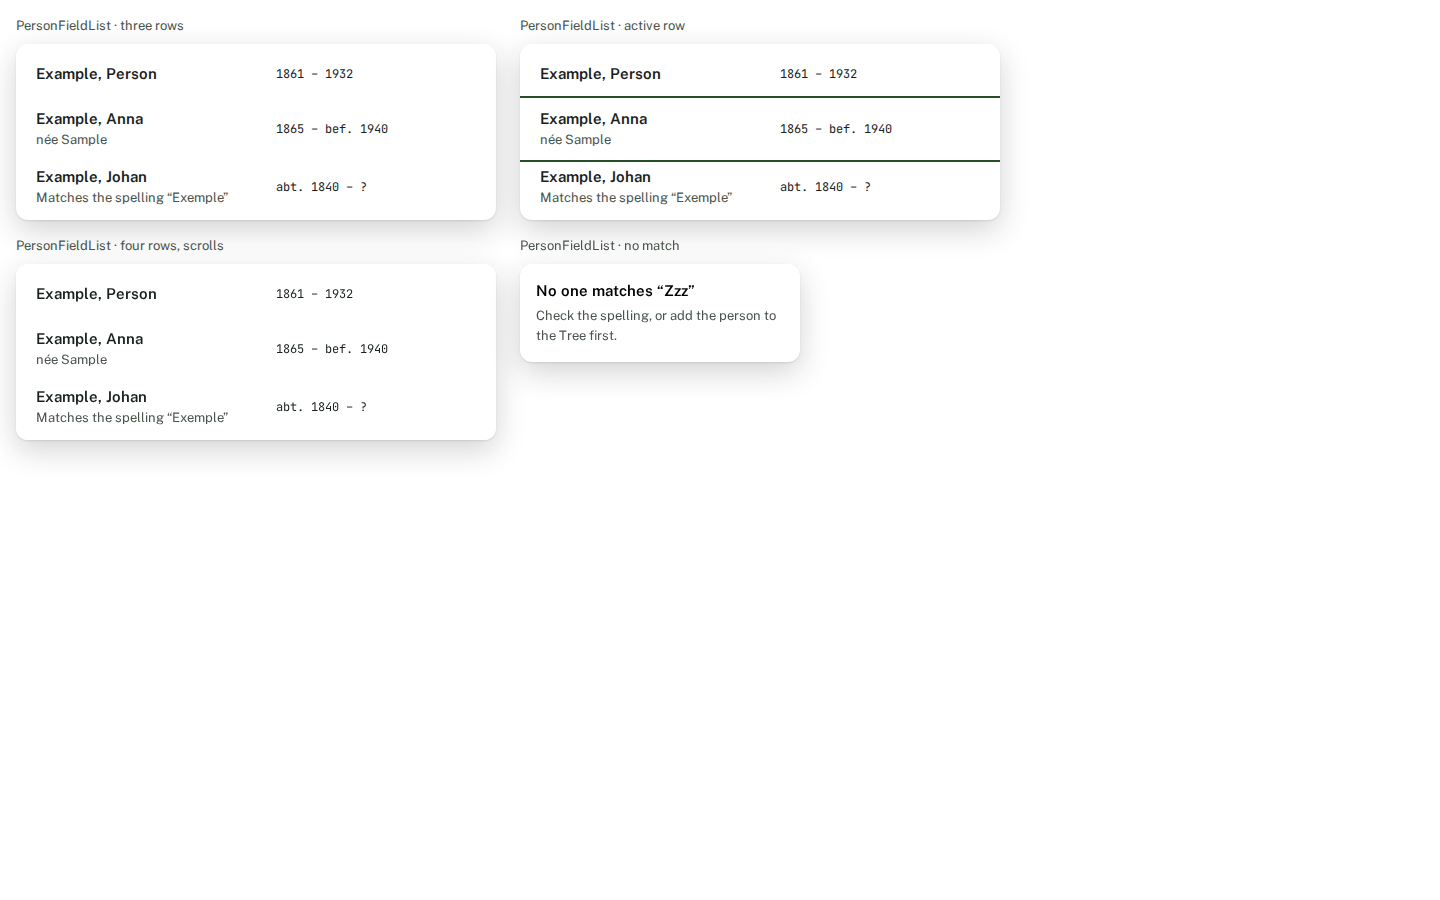 PersonFieldList · three rows
Example, Person 1861 – 1932
Example, Anna
née Sample
1865 – bef. 1940
Example, Johan
Matches the spelling “Exemple”
abt. 1840 – ?
PersonFieldList · active row
Example, Person 1861 – 1932
Example, Anna
née Sample
1865 – bef. 1940
Example, Johan
Matches the spelling “Exemple”
abt. 1840 – ?
PersonFieldList · four rows, scrolls
Example, Person 1861 – 1932
Example, Anna
née Sample
1865 – bef. 1940
Example, Johan
Matches the spelling “Exemple”
abt. 1840 – ?
PersonFieldList · no match
No one matches “Zzz”
Check the spelling, or add the person to
the Tree first.